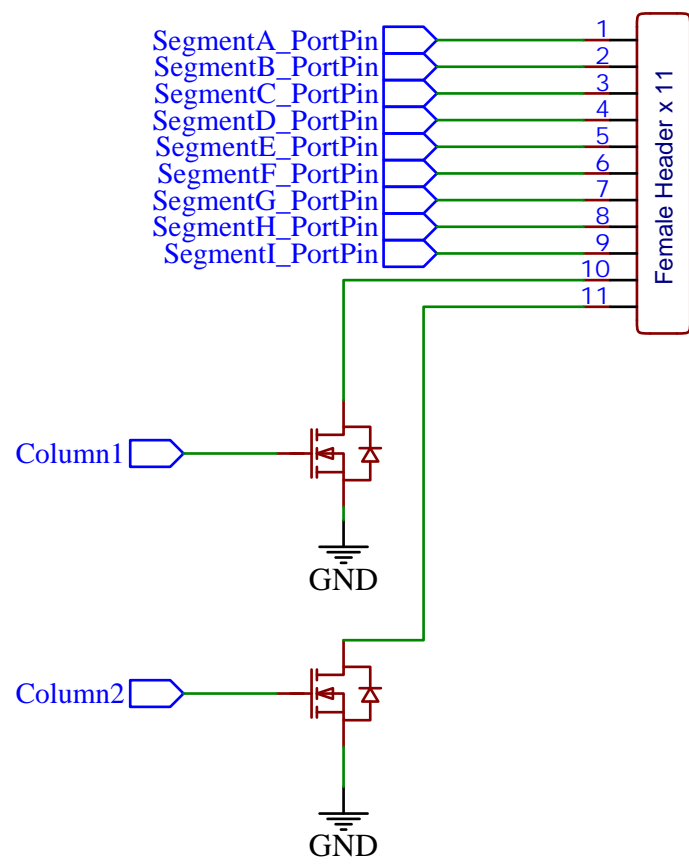 SegmentA_PortPin 1
SegmentB_PortPin 2
SegmentC_PortPin 3
SegmentD_PortPin 4
SegmentE_PortPin 5
SegmentF_PortPin 6
SegmentG_PortPin 7
SegmentH_PortPin 8
SegmentI_PortPin 9
10
11
Female Header x 11
Column1
GND
Column2
GND